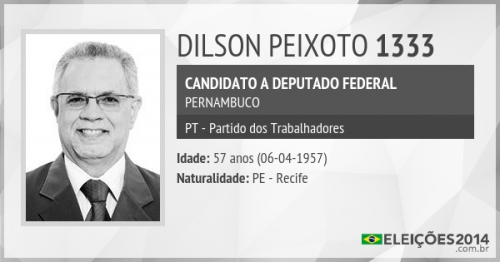 DILSON PEIXOTO 1333
CANDIDATO A DEPUTADO FEDERAL
PERNAMBUCO
PT - Partido dos Trabalhadores
Idade: 57 anos (06-04-1957)
Naturalidade: PE - Recife
ELEIÇÕES2014
.com.br